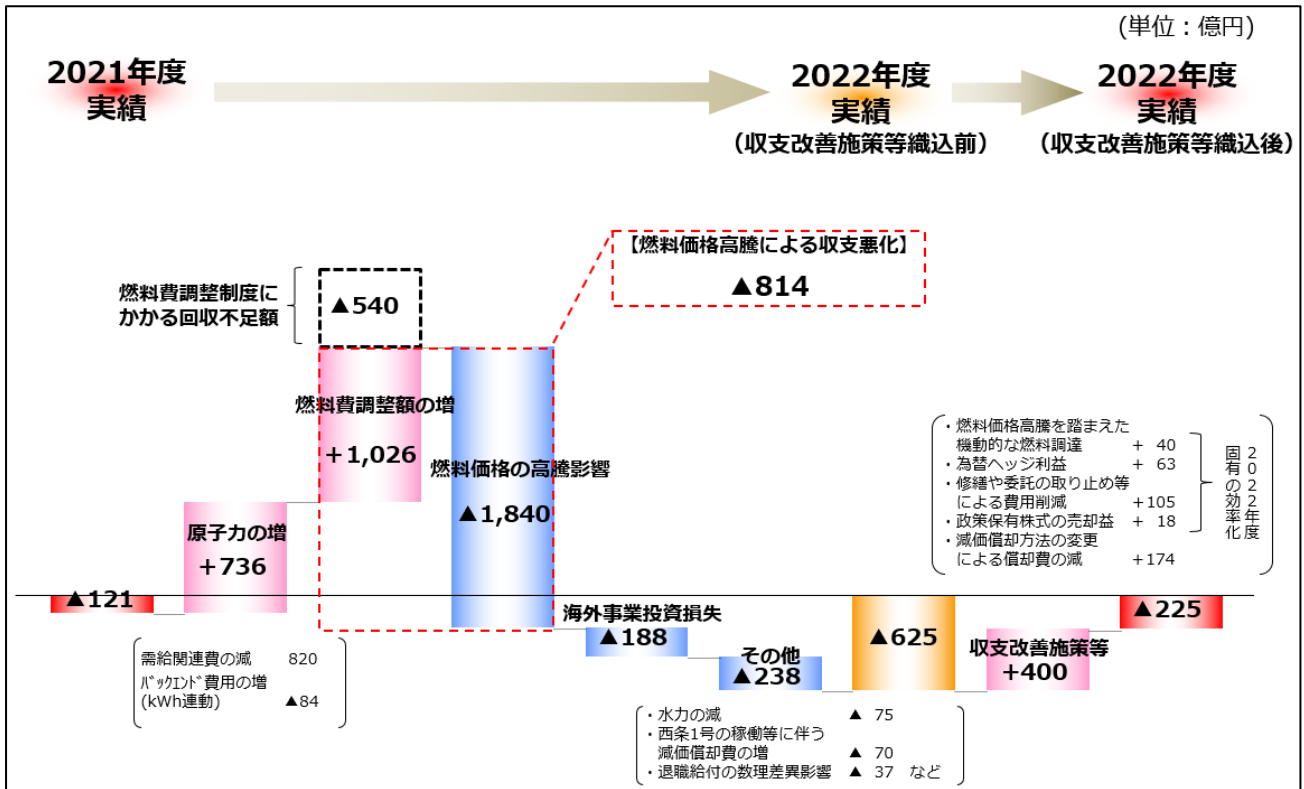 (単位：億円)
2021年度
実績
2022年度
実績
（収支改善施策等織込前）
2022年度
実績
（収支改善施策等織込後）
【燃料価格高騰による収支悪化】
▲814
燃料費調整制度に
かかる回収不足額
▲540
燃料費調整額の増
+1,026
燃料価格の高騰影響
▲1,840
原子力の増
+736
▲121
需給関連費の減 820
ﾊﾞｯｸｴﾝﾄﾞ費用の増
(kWh連動) ▲84
海外事業投資損失
▲188
その他
▲238
・水力の減 ▲ 75
・西条1号の稼働等に伴う
減価償却費の増 ▲ 70
・退職給付の数理差異影響 ▲ 37 など
▲625
収支改善施策等
+400
▲225
・燃料価格高騰を踏まえた
機動的な燃料調達 + 40
・為替ヘッジ利益 + 63
・修繕や委託の取り止め等
による費用削減 +105
・政策保有株式の売却益 + 18
・減価償却方法の変更
による償却費の減 +174
２０２２年度
固有の効率化